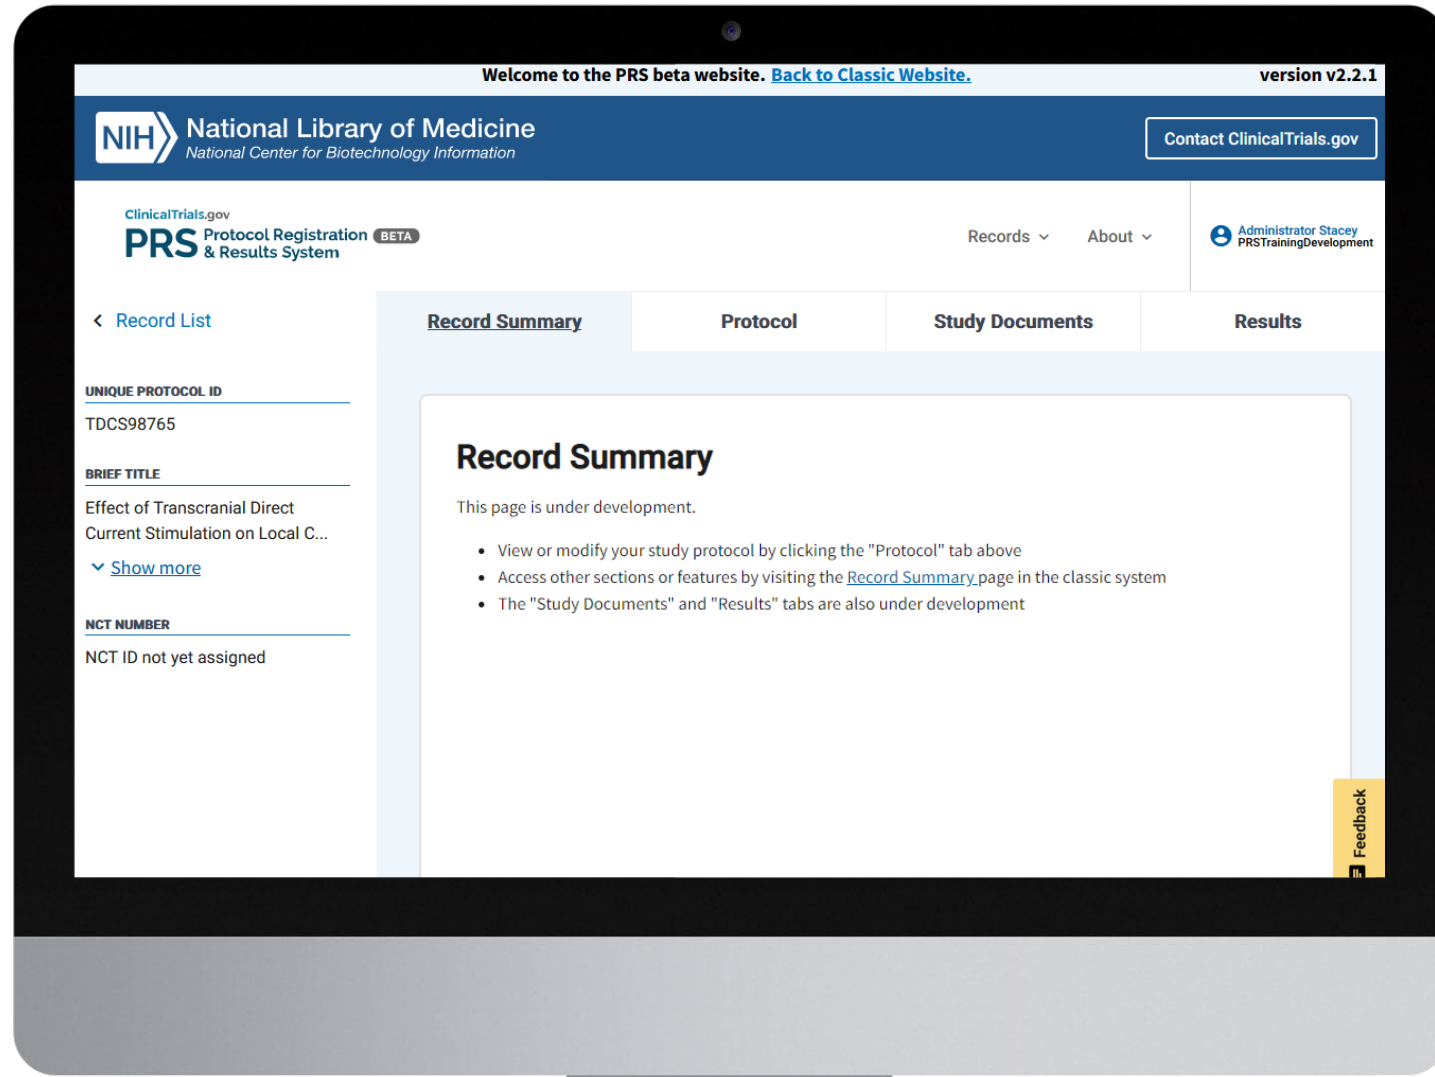 Welcome to the PRS beta website. Back to Classic Website.
version v2.2.1
NIH
National Library of Medicine
National Center for Biotechnology Information
Contact ClinicalTrials.gov
ClinicalTrials.gov
PRS Protocol Registration
& Results System
BETA
Records
About
Administrator Stacey
PRSTrainingDevelopment
Record List
Record Summary
Protocol
Study Documents
Results
UNIQUE PROTOCOL ID
TDCS98765
BRIEF TITLE
Effect of Transcranial Direct
Current Stimulation on Local C...
Show more
NCT NUMBER
NCT ID not yet assigned
Record Summary
This page is under development.
• View or modify your study protocol by clicking the "Protocol" tab above
• Access other sections or features by visiting the Record Summary page in the classic system
• The "Study Documents" and "Results" tabs are also under development
Feedback